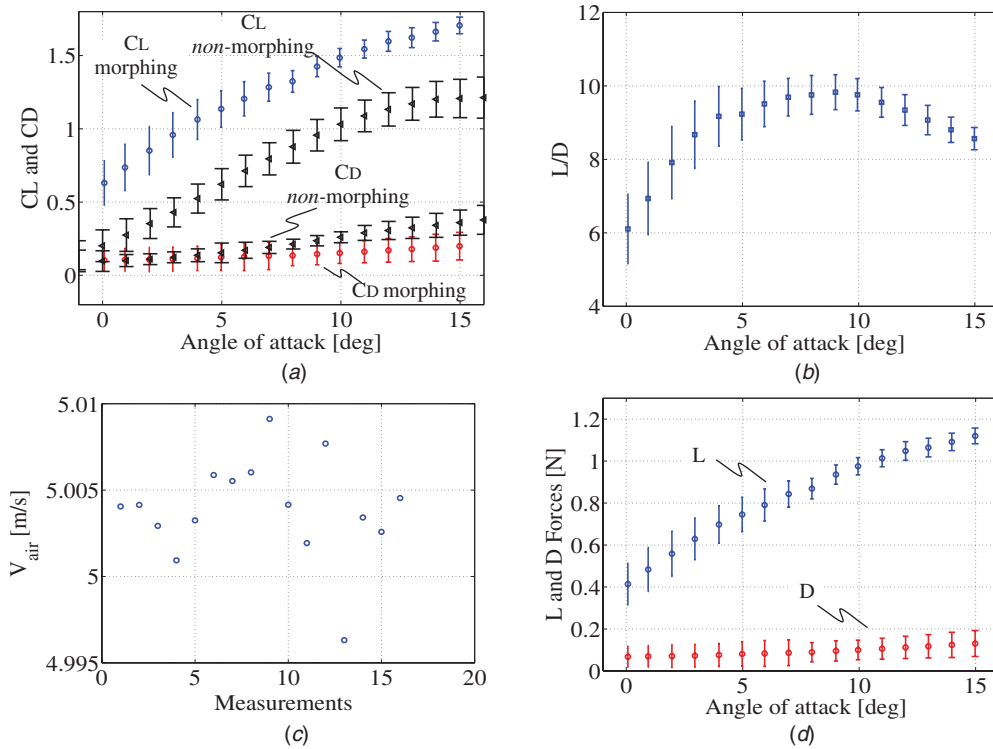 CL
morphing
CL
non-morphing
CD
non-morphing
CD morphing
CL and CD
1.5
1
0.5
0
0
5
10
15
Angle of attack [deg]
(a)
L/D
12
10
8
6
4
0
5
10
15
Angle of attack [deg]
(b)
V_air [m/s]
5.01
5.005
5
4.995
0
5
10
15
20
Measurements
(c)
L and D Forces [N]
1.2
1
0.8
0.6
0.4
0.2
0
L
D
0
5
10
15
Angle of attack [deg]
(d)